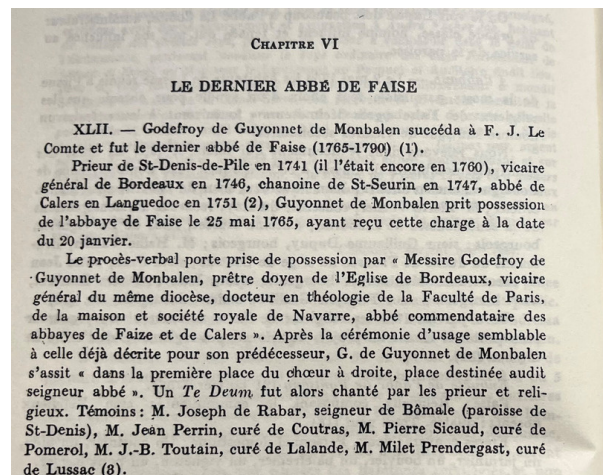 CHAPITRE VI
LE DERNIER ABBÉ DE FAISE
XLII. — Godefroy de Guyonnet de Monbalen succéda à F. J. Le
Comte et fut le dernier abbé de Faise (1765-1790) (1).
Prieur de St-Denis-de-Pile en 1741 (il l'était encore en 1760), vicaire
général de Bordeaux en 1746, chanoine de St-Seurin en 1747, abbé de
Calers en Languedoc en 1751 (2), Guyonnet de Monbalen prit possession
de l'abbaye de Faise le 25 mai 1765, ayant reçu cette charge à la date
du 20 janvier.
Le procès-verbal porte prise de possession par « Messire Godefroy de
Guyonnet de Monbalen, prêtre doyen de l'Eglise de Bordeaux, vicaire
général du même diocèse, docteur en théologie de la Faculté de Paris,
de la maison et société royale de Navarre, abbé commendataire des
abbayes de Faize et de Calers ». Après la cérémonie d'usage semblable
à celle déjà décrite pour son prédécesseur, G. de Guyonnet de Monbalen
s'assit « dans la première place du chœur à droite, place destinée audit
seigneur abbé ». Un Te Deum fut alors chanté par les prieur et reli-
gieux. Témoins : M. Joseph de Rabar, seigneur de Bômale (paroisse de
St-Denis), M. Jean Perrin, curé de Coutras, M. Pierre Sicaud, curé de
Pomerol, M. J.-B. Toutain, curé de Lalande, M. Milet Prendergast, curé
de Lussac (3).